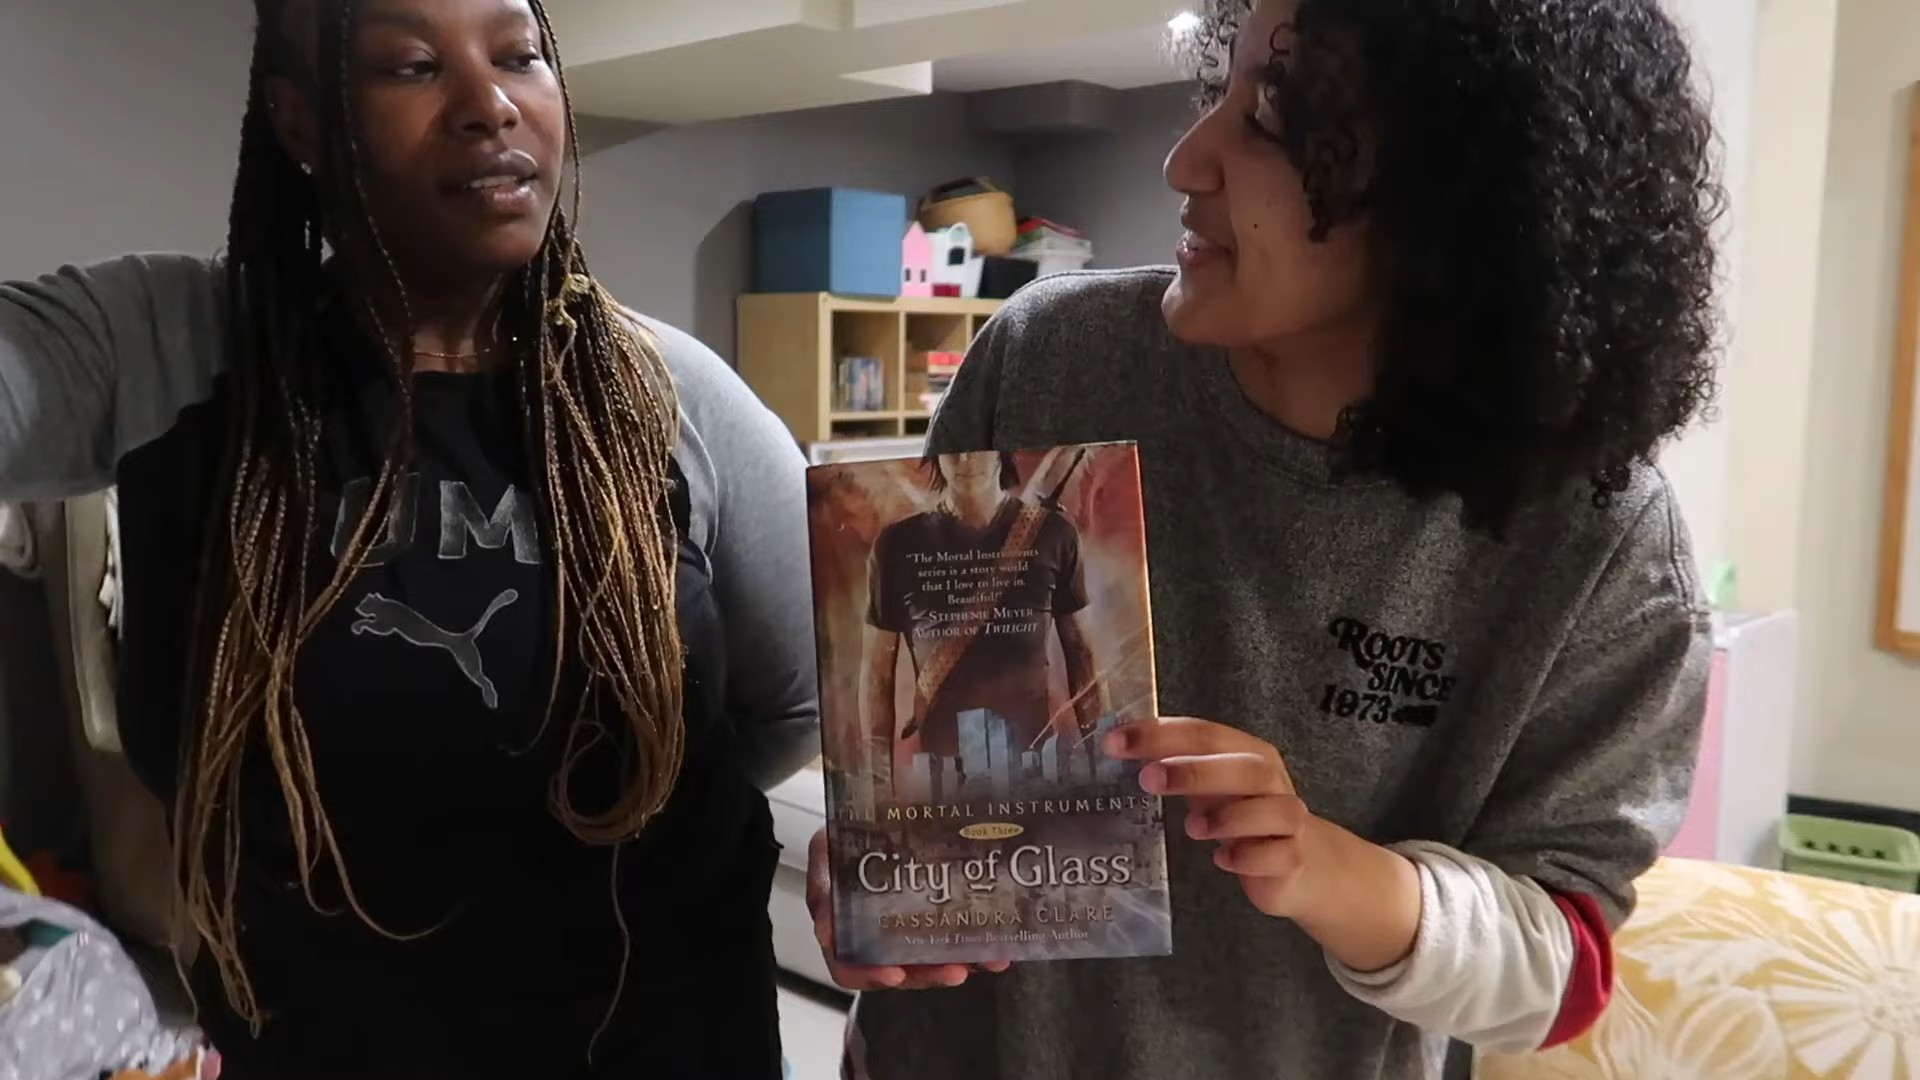 UM
"The Mortal Instruments
series is a story world
that I love to live in.
Beautiful!"
—STEPHENIE MEYER
AUTHOR OF TWILIGHT
THE MORTAL INSTRUMENTS
Book Three
City of Glass
CASSANDRA CLARE
New York Times Bestselling Author
ROOTS
SINCE
1973